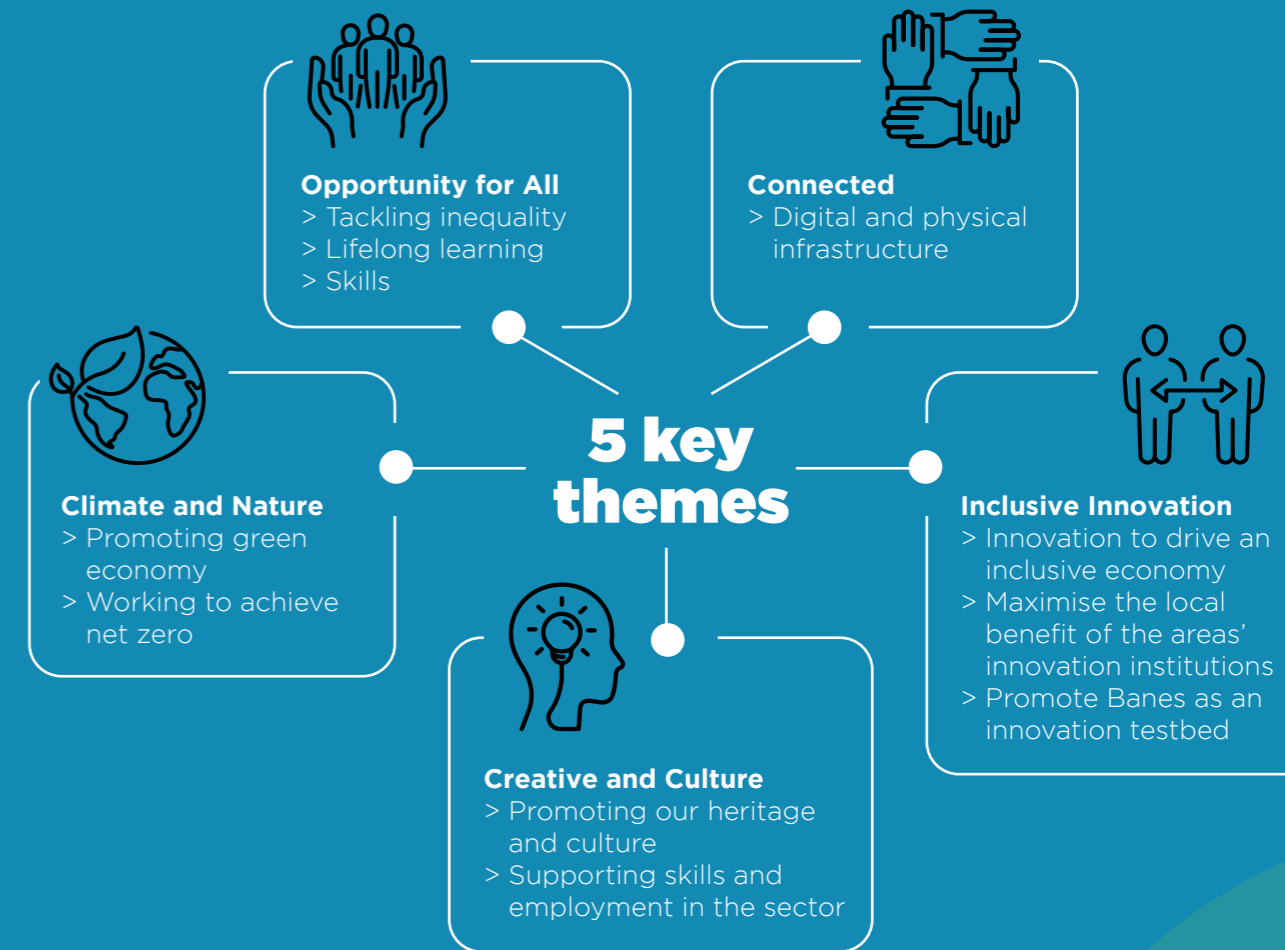 Opportunity for All
> Tackling inequality
> Lifelong learning
> Skills
Connected
> Digital and physical
infrastructure
5 key
themes
Climate and Nature
> Promoting green
economy
> Working to achieve
net zero
Inclusive Innovation
> Innovation to drive an
inclusive economy
> Maximise the local
benefit of the areas’
innovation institutions
> Promote Banes as an
innovation testbed
Creative and Culture
> Promoting our heritage
and culture
> Supporting skills and
employment in the sector